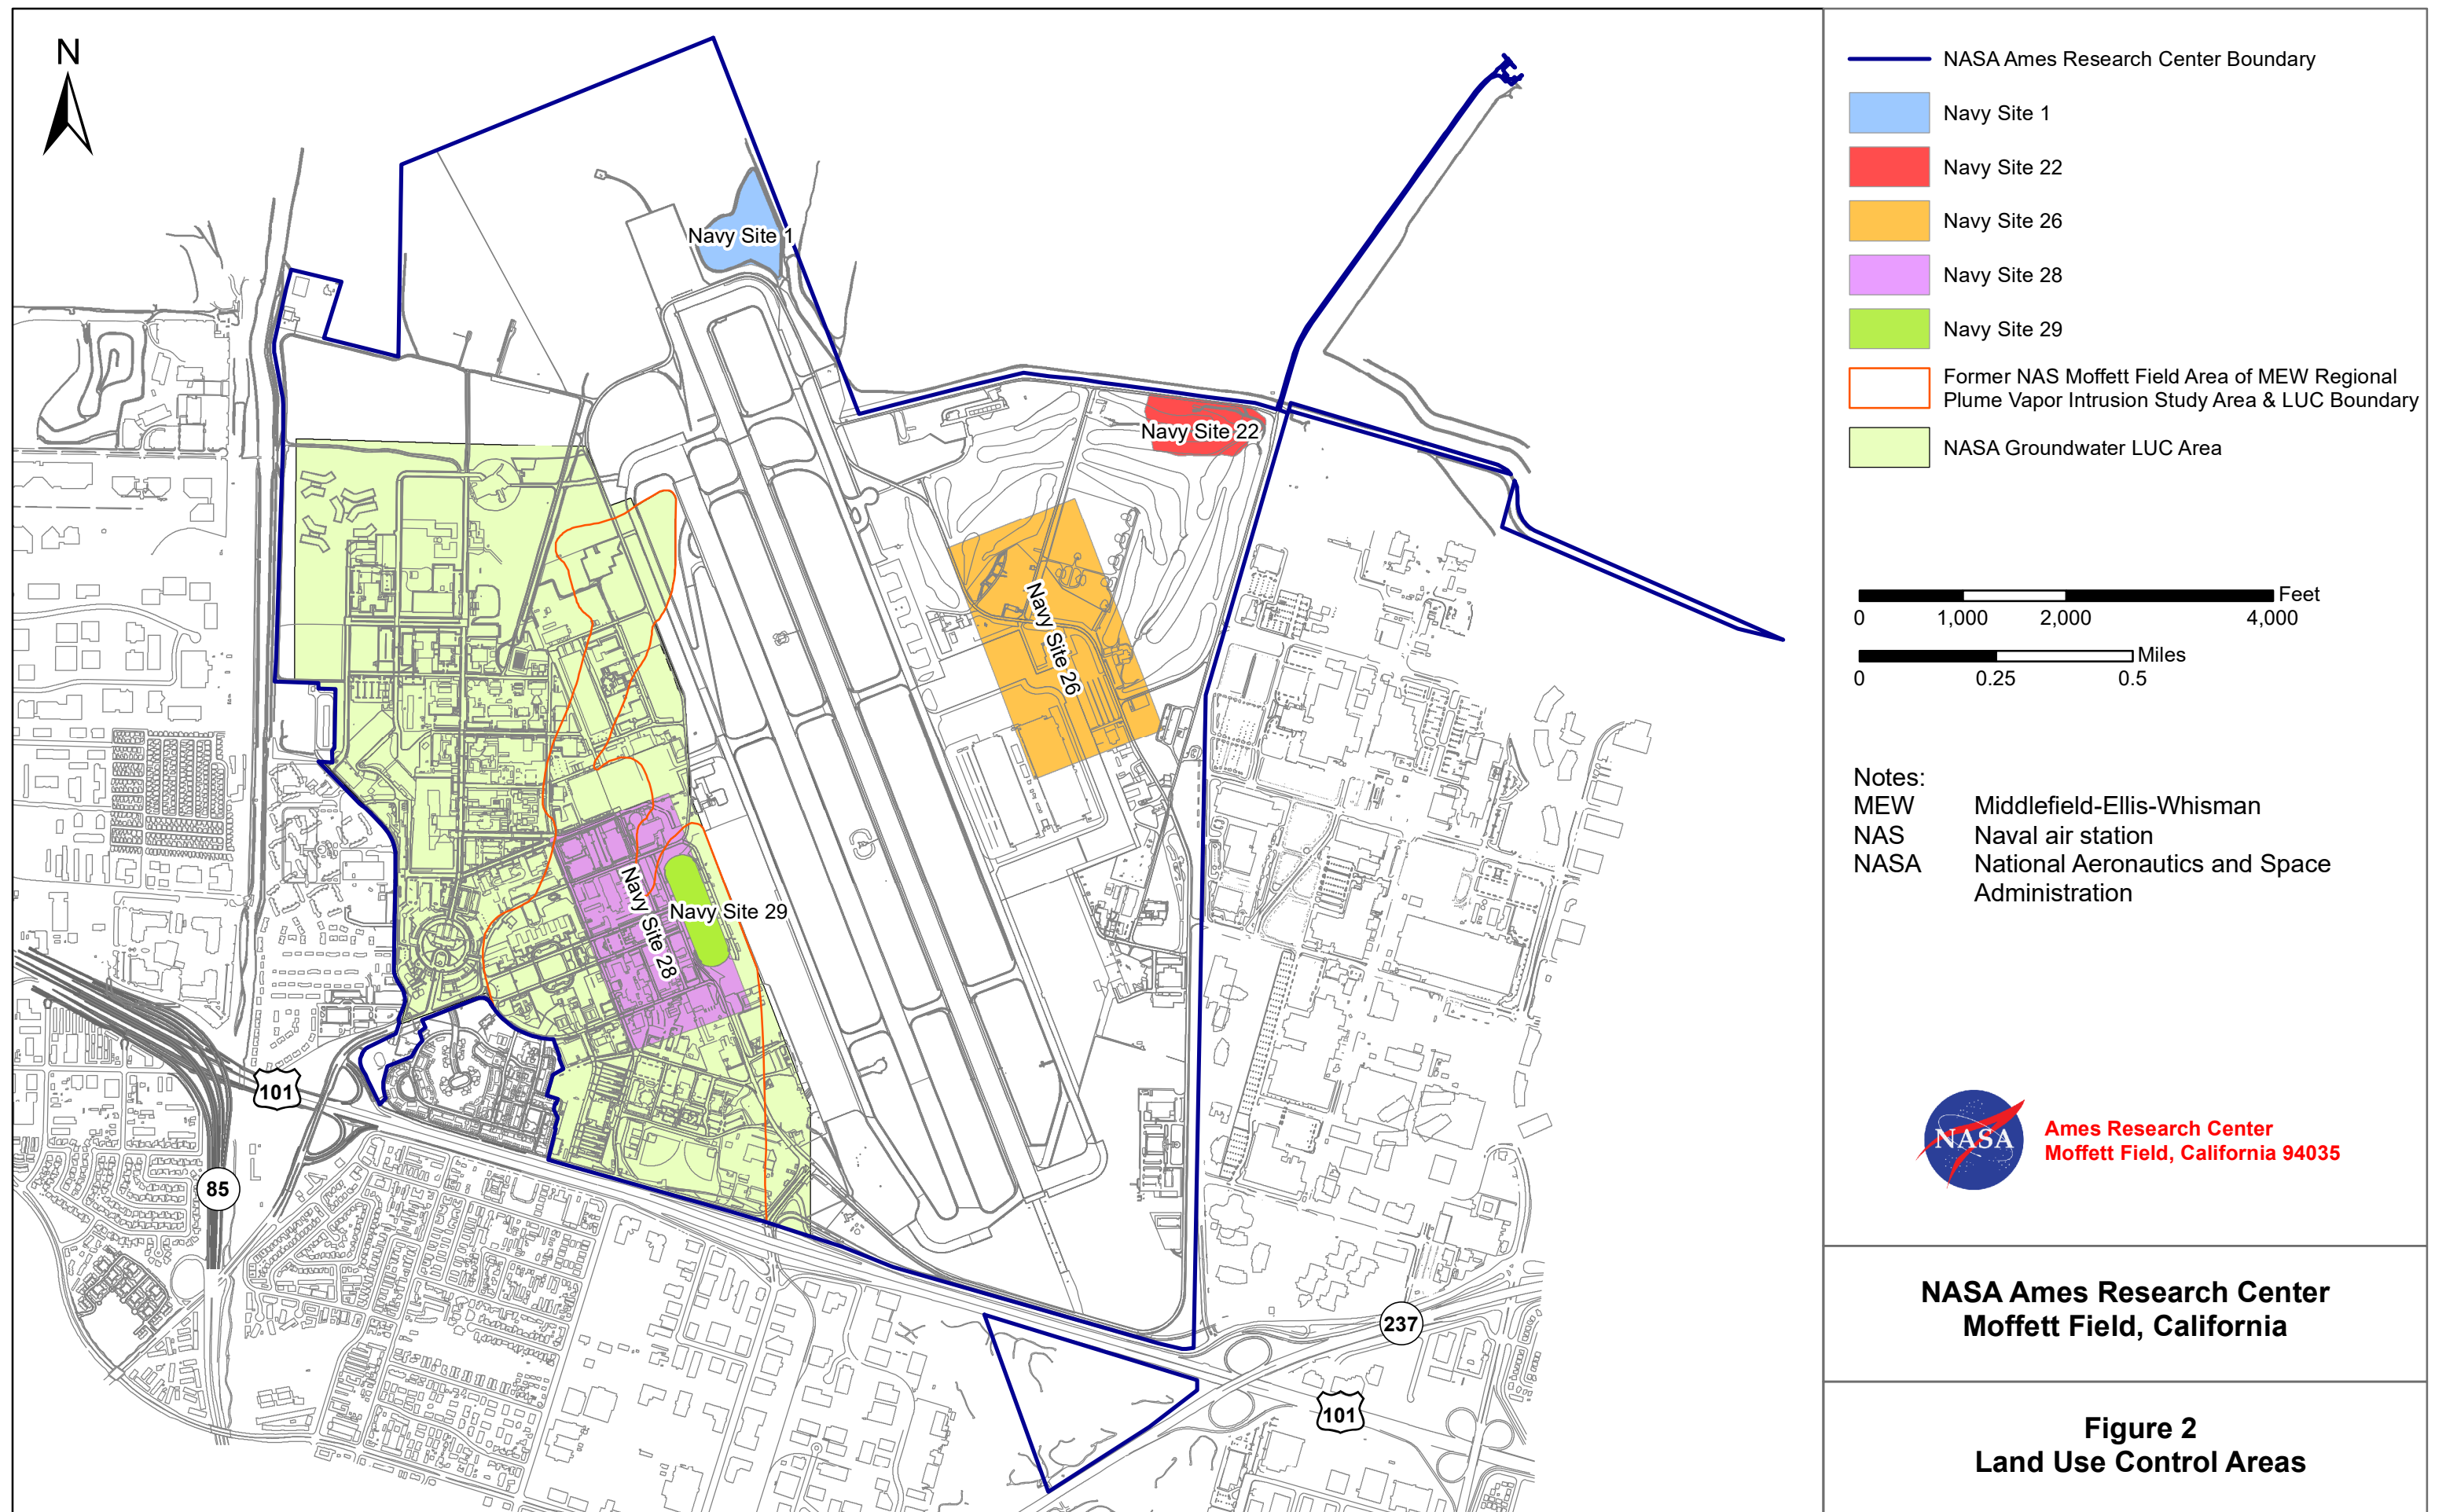 N
Navy Site 1
Navy Site 22
Navy Site 26
Navy Site 29
Navy Site 28
101
85
237
101
NASA Ames Research Center Boundary
Navy Site 1
Navy Site 22
Navy Site 26
Navy Site 28
Navy Site 29
Former NAS Moffett Field Area of MEW Regional
Plume Vapor Intrusion Study Area & LUC Boundary
NASA Groundwater LUC Area
Feet
0 1,000 2,000 4,000
Miles
0 0.25 0.5
Notes:
MEW Middlefield-Ellis-Whisman
NAS Naval air station
NASA National Aeronautics and Space
Administration
NASA
Ames Research Center
Moffett Field, California 94035
NASA Ames Research Center
Moffett Field, California
Figure 2
Land Use Control Areas